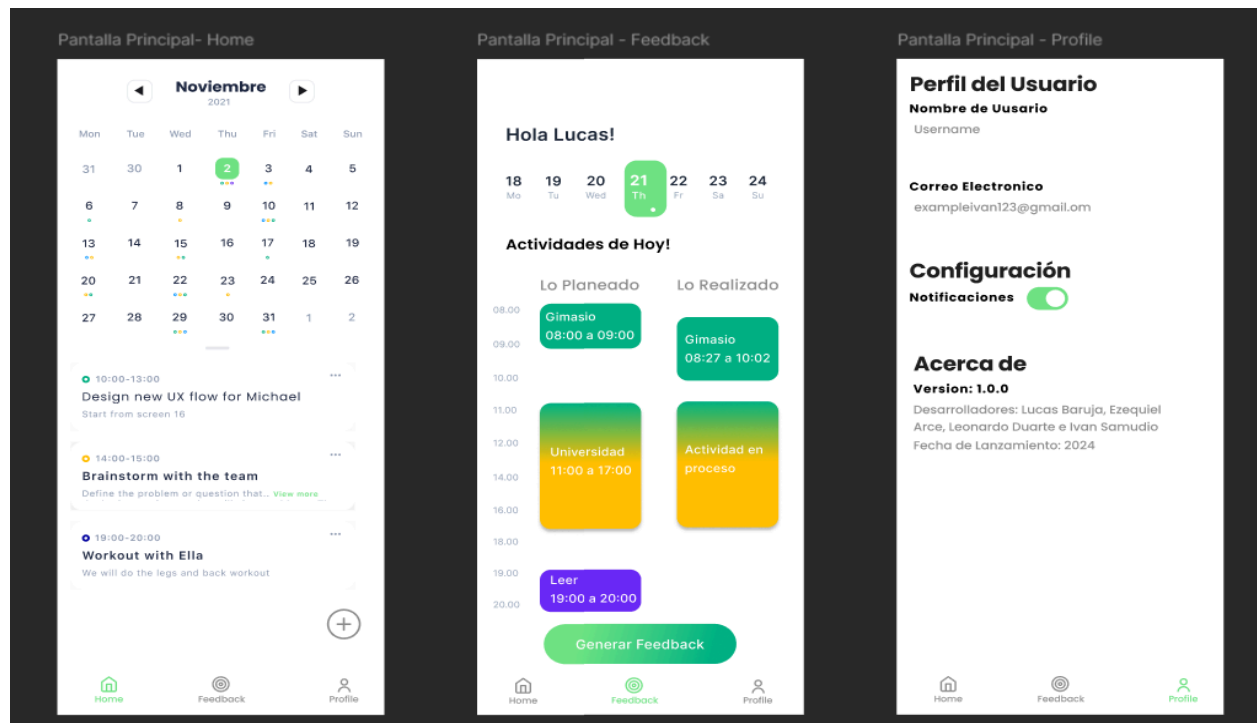 Pantalla Principal- Home
Noviembre
2021
Mon Tue Wed Thu Fri Sat Sun
31 30 1 2 3 4 5
6 7 8 9 10 11 12
13 14 15 16 17 18 19
20 21 22 23 24 25 26
27 28 29 30 31 1 2
10:00-13:00
Design new UX flow for Michael
Start from screen 16
14:00-15:00
Brainstorm with the team
Define the problem or question that... View more
19:00-20:00
Workout with Ella
We will do the legs and back workout
Home Feedback Profile
Pantalla Principal - Feedback
Hola Lucas!
18 19 20 21 22 23 24
Mo Tu Wed Th Fr Sa Su
Actividades de Hoy!
Lo Planeado Lo Realizado
08.00
Gimasio
08:00 a 09:00
Gimasio
08:27 a 10:02
09.00
10.00
11.00
12.00
Universidad
11:00 a 17:00
Actividad en
proceso
14.00
16.00
18.00
19.00
Leer
19:00 a 20:00
20.00
Generar Feedback
Home Feedback Profile
Pantalla Principal - Profile
Perfil del Usuario
Nombre de Uusario
Username
Correo Electronico
exampleivan123@gmail.om
Configuración
Notificaciones
Acerca de
Version: 1.0.0
Desarrolladores: Lucas Baruja, Ezequiel
Arce, Leonardo Duarte e Ivan Samudio
Fecha de Lanzamiento: 2024
Home Feedback Profile